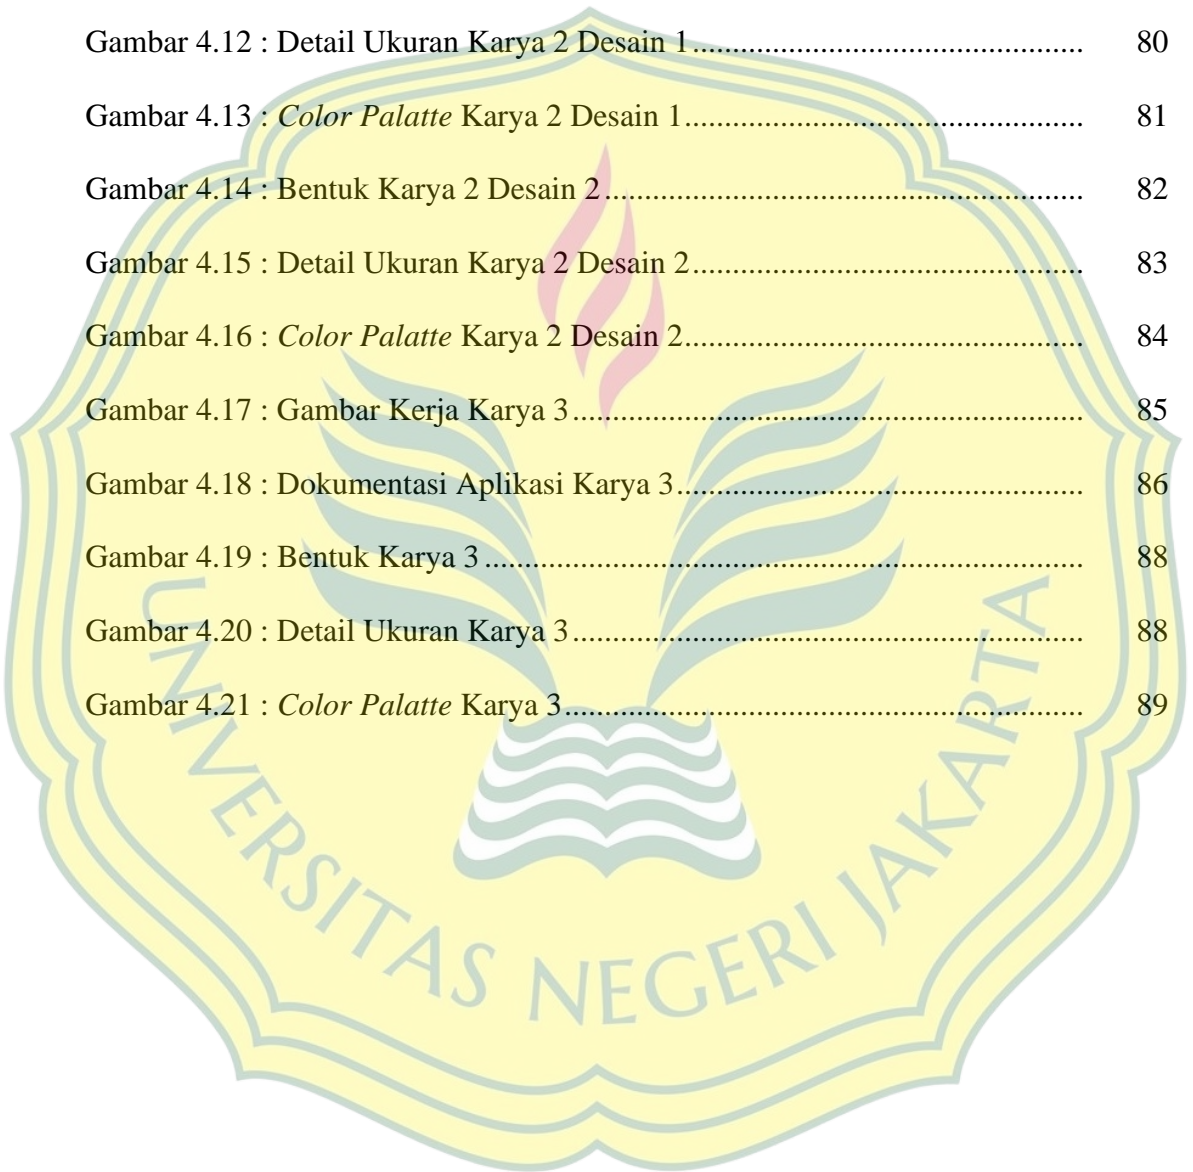 Gambar 4.12 : Detail Ukuran Karya 2 Desain 1................................................ 80
Gambar 4.13 : Color Palatte Karya 2 Desain 1................................................. 81
Gambar 4.14 : Bentuk Karya 2 Desain 2........................................................... 82
Gambar 4.15 : Detail Ukuran Karya 2 Desain 2................................................ 83
Gambar 4.16 : Color Palatte Karya 2 Desain 2................................................. 84
Gambar 4.17 : Gambar Kerja Karya 3............................................................... 85
Gambar 4.18 : Dokumentasi Aplikasi Karya 3.................................................. 86
Gambar 4.19 : Bentuk Karya 3.......................................................................... 88
Gambar 4.20 : Detail Ukuran Karya 3............................................................... 88
Gambar 4.21 : Color Palatte Karya 3................................................................ 89
UNIVERSITAS NEGERI JAKARTA